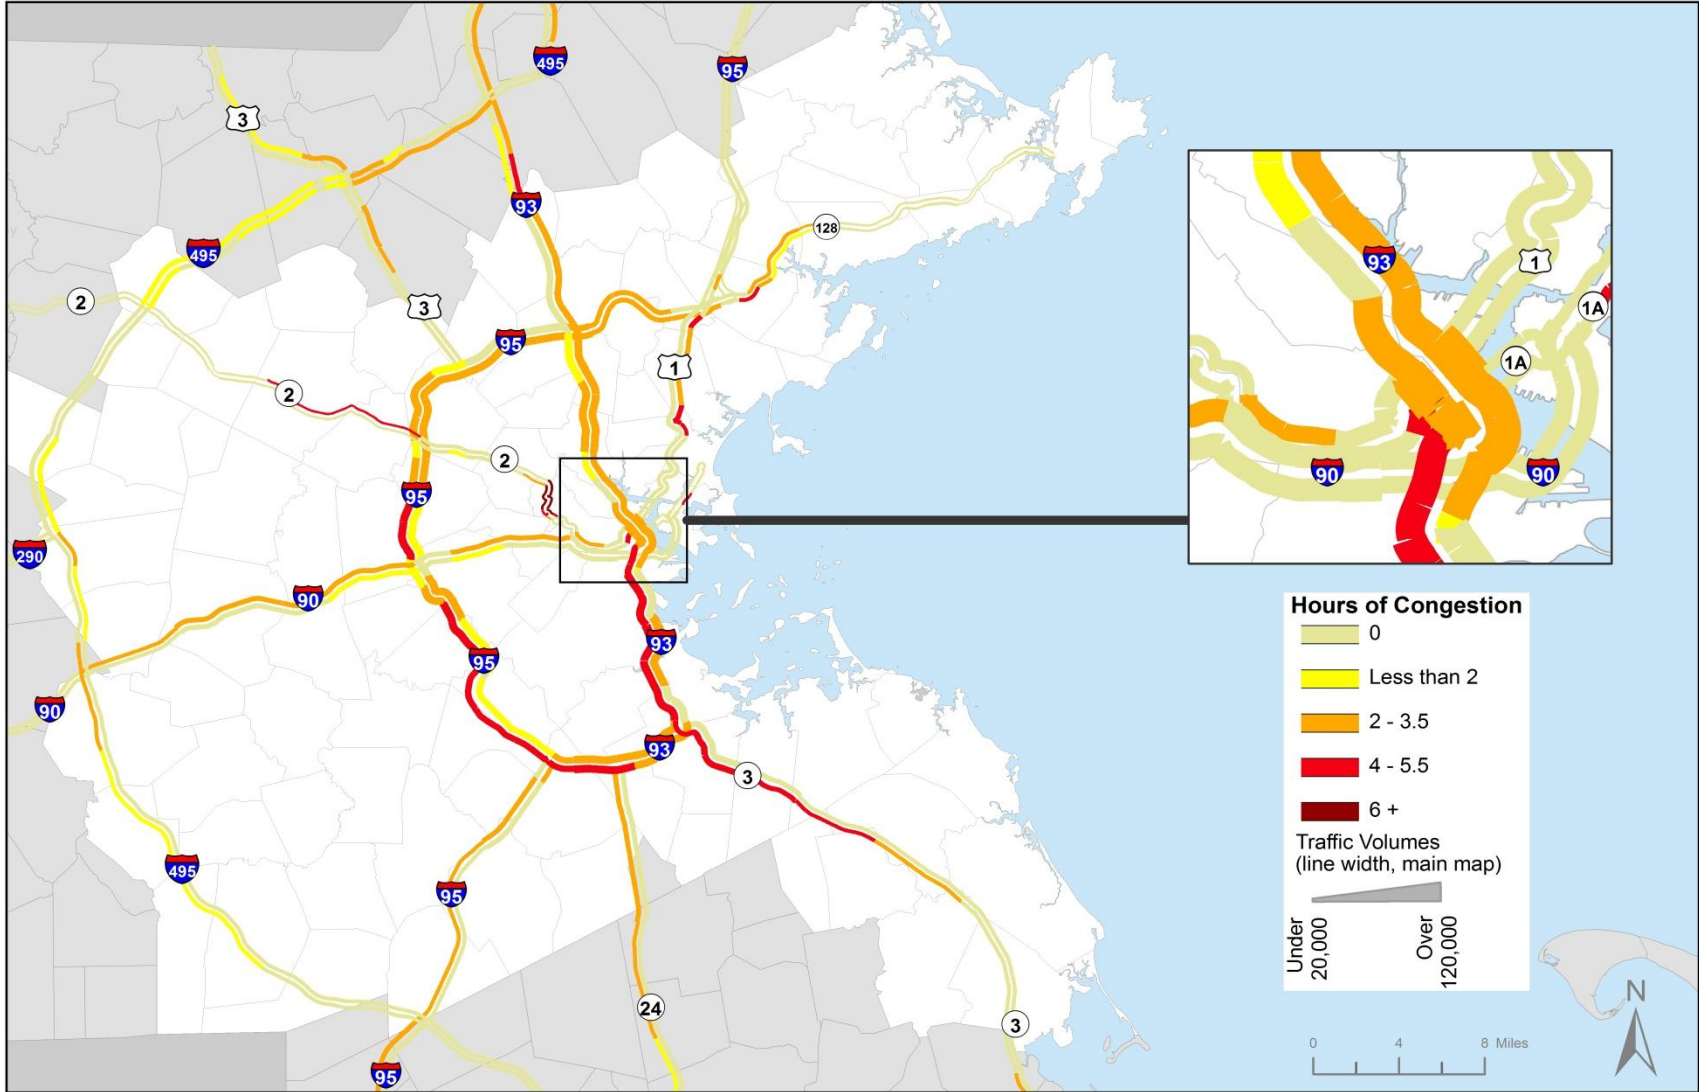 495
95
3
93
128
495
2
3
95
1
2
2
95
290
90
93
95
90
93
3
495
95
24
3
95
93
1
1A
1A
90
90
Hours of Congestion
0
Less than 2
2 - 3.5
4 - 5.5
6 +
Traffic Volumes
(line width, main map)
Under
20,000
Over
120,000
N
0 4 8 Miles